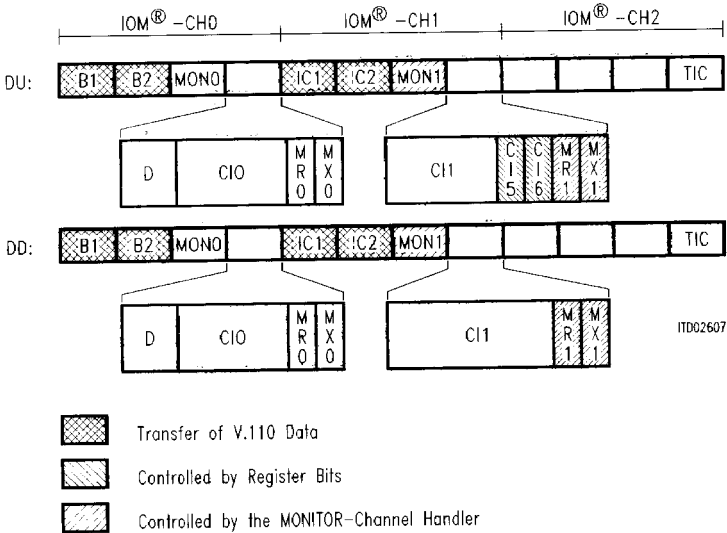 IOM® -CH0 IOM® -CH1 IOM® -CH2
DU: B1 B2 MON0 IC1 IC2 MON1 TIC
D CI0 MR0 MX0 CI1 CI5 CI6 MR1 MX1
DD: B1 B2 MON0 IC1 IC2 MON1 TIC
D CI0 MR0 MX0 CI1 MR1 MX1
ITD02607
Transfer of V.110 Data
Controlled by Register Bits
Controlled by the MONITOR-Channel Handler